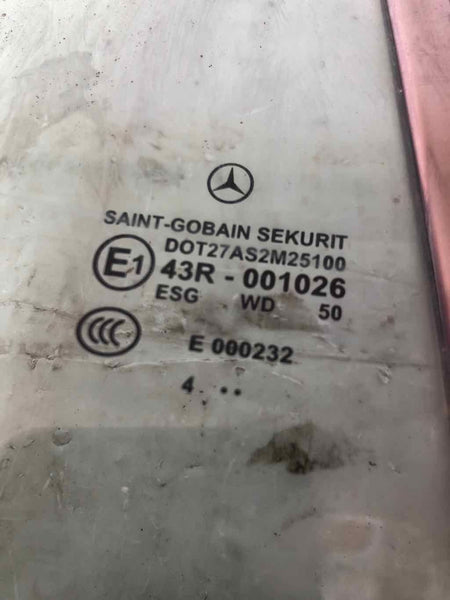 SAINT-GOBAIN SEKURIT
DOT27AS2M25100
E1 43R - 001026
ESG WD 50
CCC E 000232
4 ..